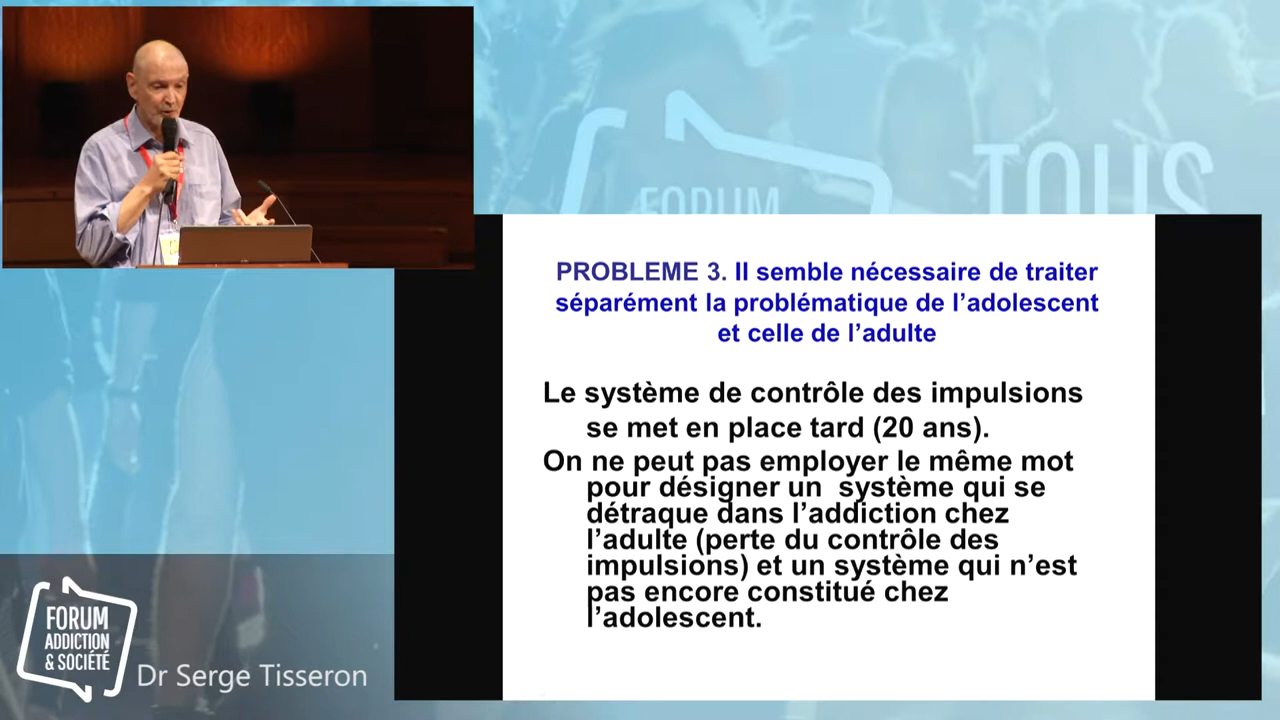 FORUM
TOUS
PROBLEME 3. Il semble nécessaire de traiter
séparément la problématique de l’adolescent
et celle de l’adulte
Le système de contrôle des impulsions
se met en place tard (20 ans).
On ne peut pas employer le même mot
pour désigner un  système qui se
détraque dans l’addiction chez
l’adulte (perte du contrôle des
impulsions) et un système qui n’est
pas encore constitué chez
l’adolescent.
FORUM
ADDICTION
& SOCIÉTÉ
Dr Serge Tisseron